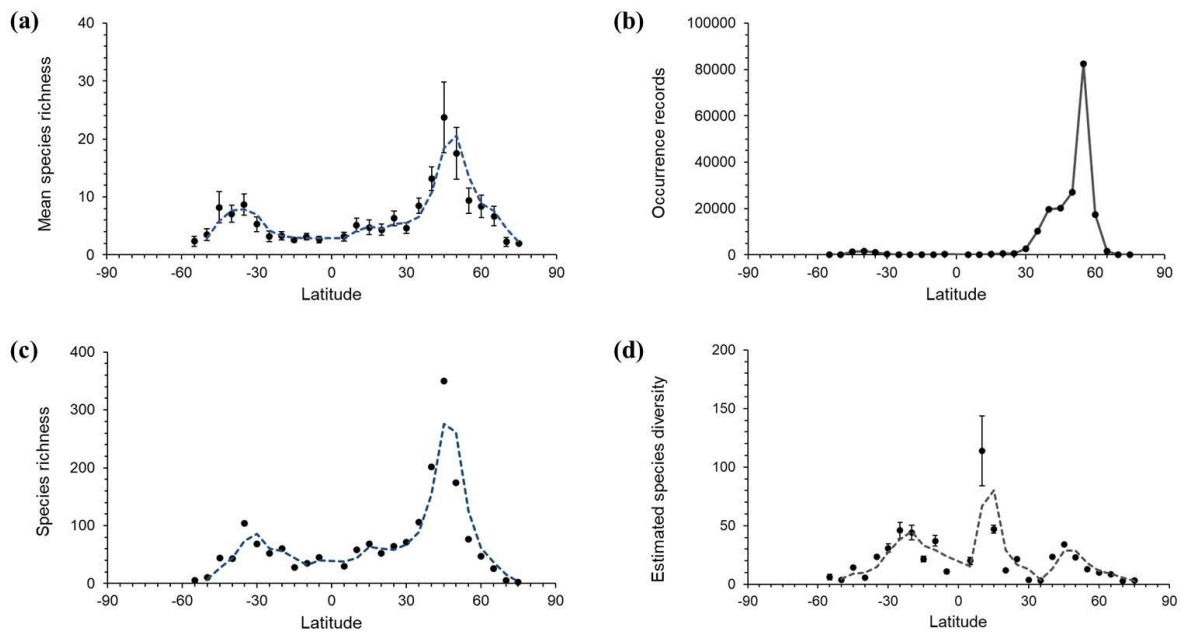 (a)
Mean species richness
40
30
20
10
0
-90 -60 -30 0 30 60 90
Latitude
(b)
Occurrence records
100000
80000
60000
40000
20000
0
-90 -60 -30 0 30 60 90
Latitude
(c)
Species richness
400
300
200
100
0
-90 -60 -30 0 30 60 90
Latitude
(d)
Estimated species diversity
200
150
100
50
0
-90 -60 -30 0 30 60 90
Latitude